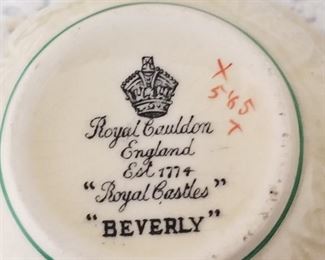 Royal Cauldon
England
Est 1774
"Royal Castles"
"BEVERLY"
X
565
X